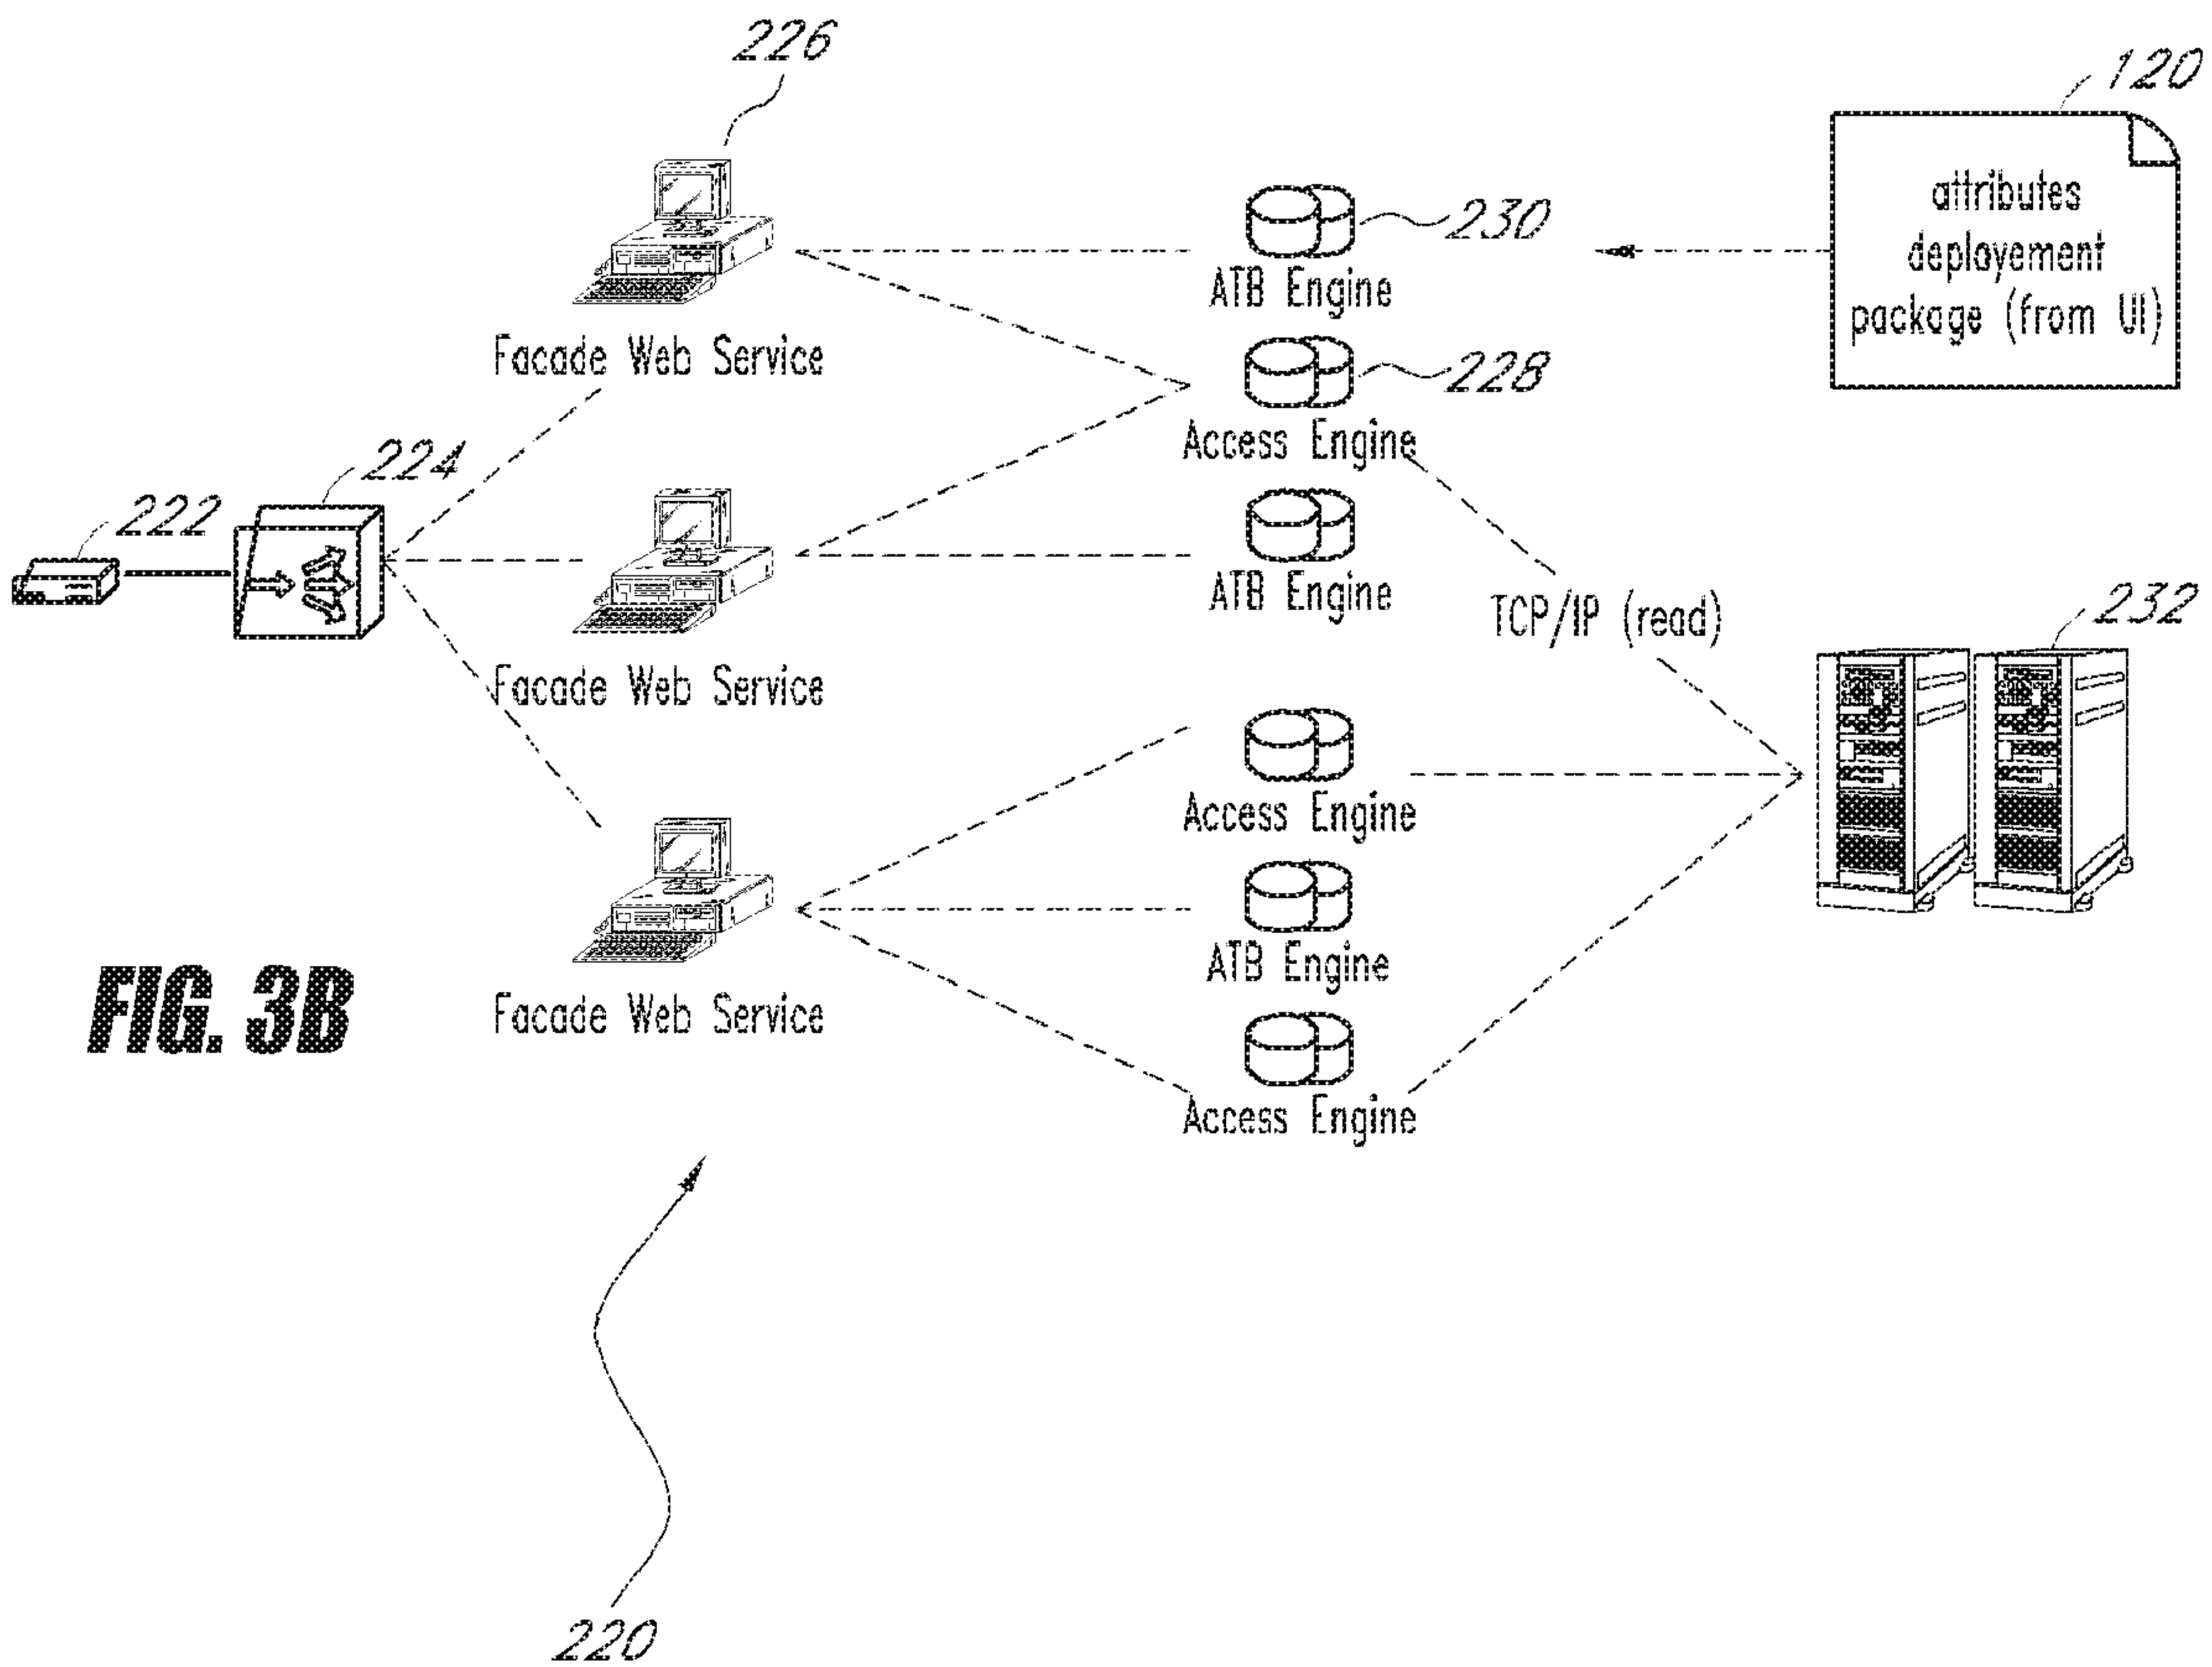 226
120
attributes
deployement
package (from UI)
230
ATB Engine
Facade Web Service
228
Access Engine
224
222
ATB Engine
TCP/IP (read)
232
Facade Web Service
Access Engine
ATB Engine
Facade Web Service
FIG. 3B
Access Engine
220